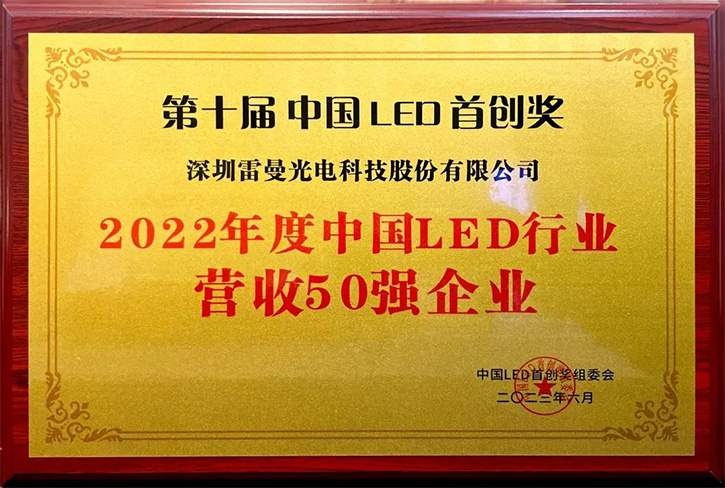 第十届 中国 LED 首创奖
深圳雷曼光电科技股份有限公司
2022年度中国LED行业
营收50强企业
中国LED首创奖组委会
二〇二三年六月